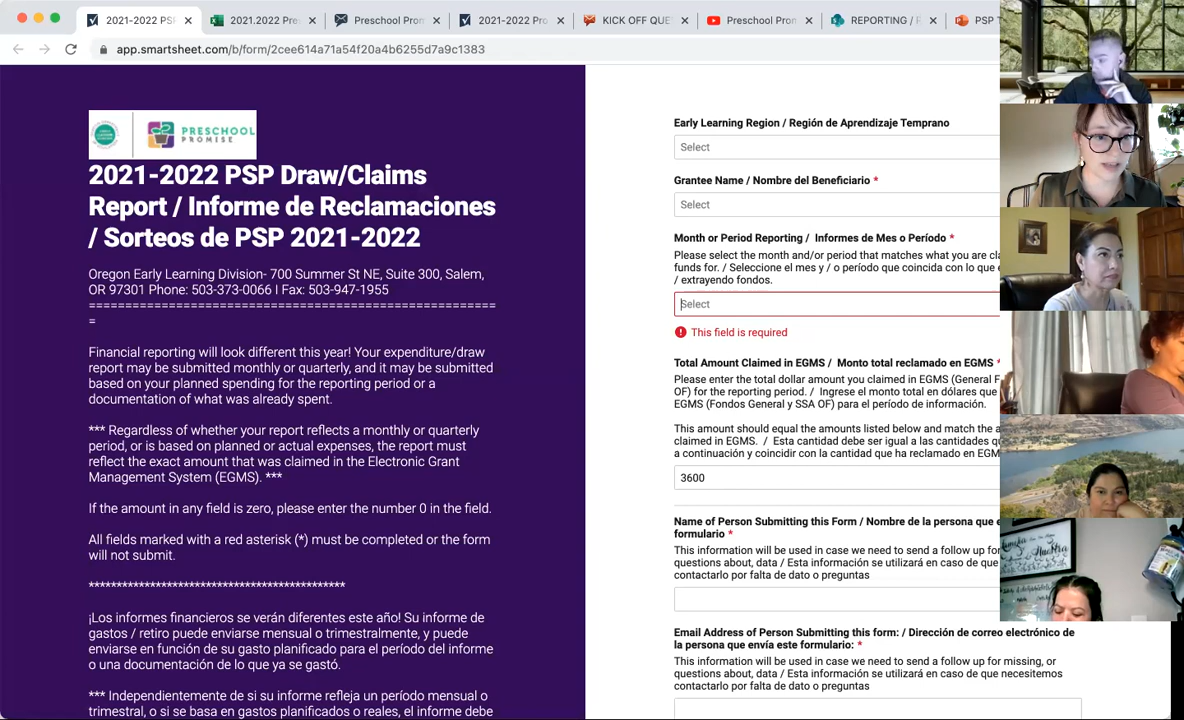 2021-2022 PSP
2021.2022 Pre
Preschool Prom
2021-2022 Pro
KICK OFF QUE
Preschool Prom
REPORTING / P
PSP T
app.smartsheet.com/b/form/2cee614a71a54f20a4b6255d7a9c1383
PRESCHOOL
PROMISE
2021-2022 PSP Draw/Claims
Report / Informe de Reclamaciones
/ Sorteos de PSP 2021-2022
Oregon Early Learning Division- 700 Summer St NE, Suite 300, Salem,
OR 97301 Phone: 503-373-0066 I Fax: 503-947-1955
==========================================================
=
Financial reporting will look different this year! Your expenditure/draw
report may be submitted monthly or quarterly, and it may be submitted
based on your planned spending for the reporting period or a
documentation of what was already spent.
*** Regardless of whether your report reflects a monthly or quarterly
period, or is based on planned or actual expenses, the report must
reflect the exact amount that was claimed in the Electronic Grant
Management System (EGMS). ***
If the amount in any field is zero, please enter the number 0 in the field.
All fields marked with a red asterisk (*) must be completed or the form
will not submit.
**********************************************
¡Los informes financieros se verán diferentes este año! Su informe de
gastos / retiro puede enviarse mensual o trimestralmente, y puede
enviarse en función de su gasto planificado para el período del informe
o una documentación de lo que ya se gastó.
*** Independientemente de si su informe refleja un período mensual o
trimestral, o si se basa en gastos planificados o reales, el informe debe
Early Learning Region / Región de Aprendizaje Temprano
Select
Grantee Name / Nombre del Beneficiario *
Select
Month or Period Reporting / Informes de Mes o Período *
Please select the month and/or period that matches what you are cla
funds for. / Seleccione el mes y / o período que coincida con lo que e
/ extrayendo fondos.
Select
This field is required
Total Amount Claimed in EGMS / Monto total reclamado en EGMS *
Please enter the total dollar amount you claimed in EGMS (General F
OF) for the reporting period. / Ingrese el monto total en dólares que
EGMS (Fondos General y SSA OF) para el período de información.
This amount should equal the amounts listed below and match the a
claimed in EGMS. / Esta cantidad debe ser igual a las cantidades qu
a continuación y coincidir con la cantidad que ha reclamado en EGM
3600
Name of Person Submitting this Form / Nombre de la persona que e
formulario *
This information will be used in case we need to send a follow up for
questions about, data / Esta información se utilizará en caso de que
contactarlo por falta de dato o preguntas
Email Address of Person Submitting this form: / Dirección de correo electrónico de
la persona que envía este formulario: *
This information will be used in case we need to send a follow up for missing, or
questions about, data / Esta información se utilizará en caso de que necesitemos
contactarlo por falta de dato o preguntas